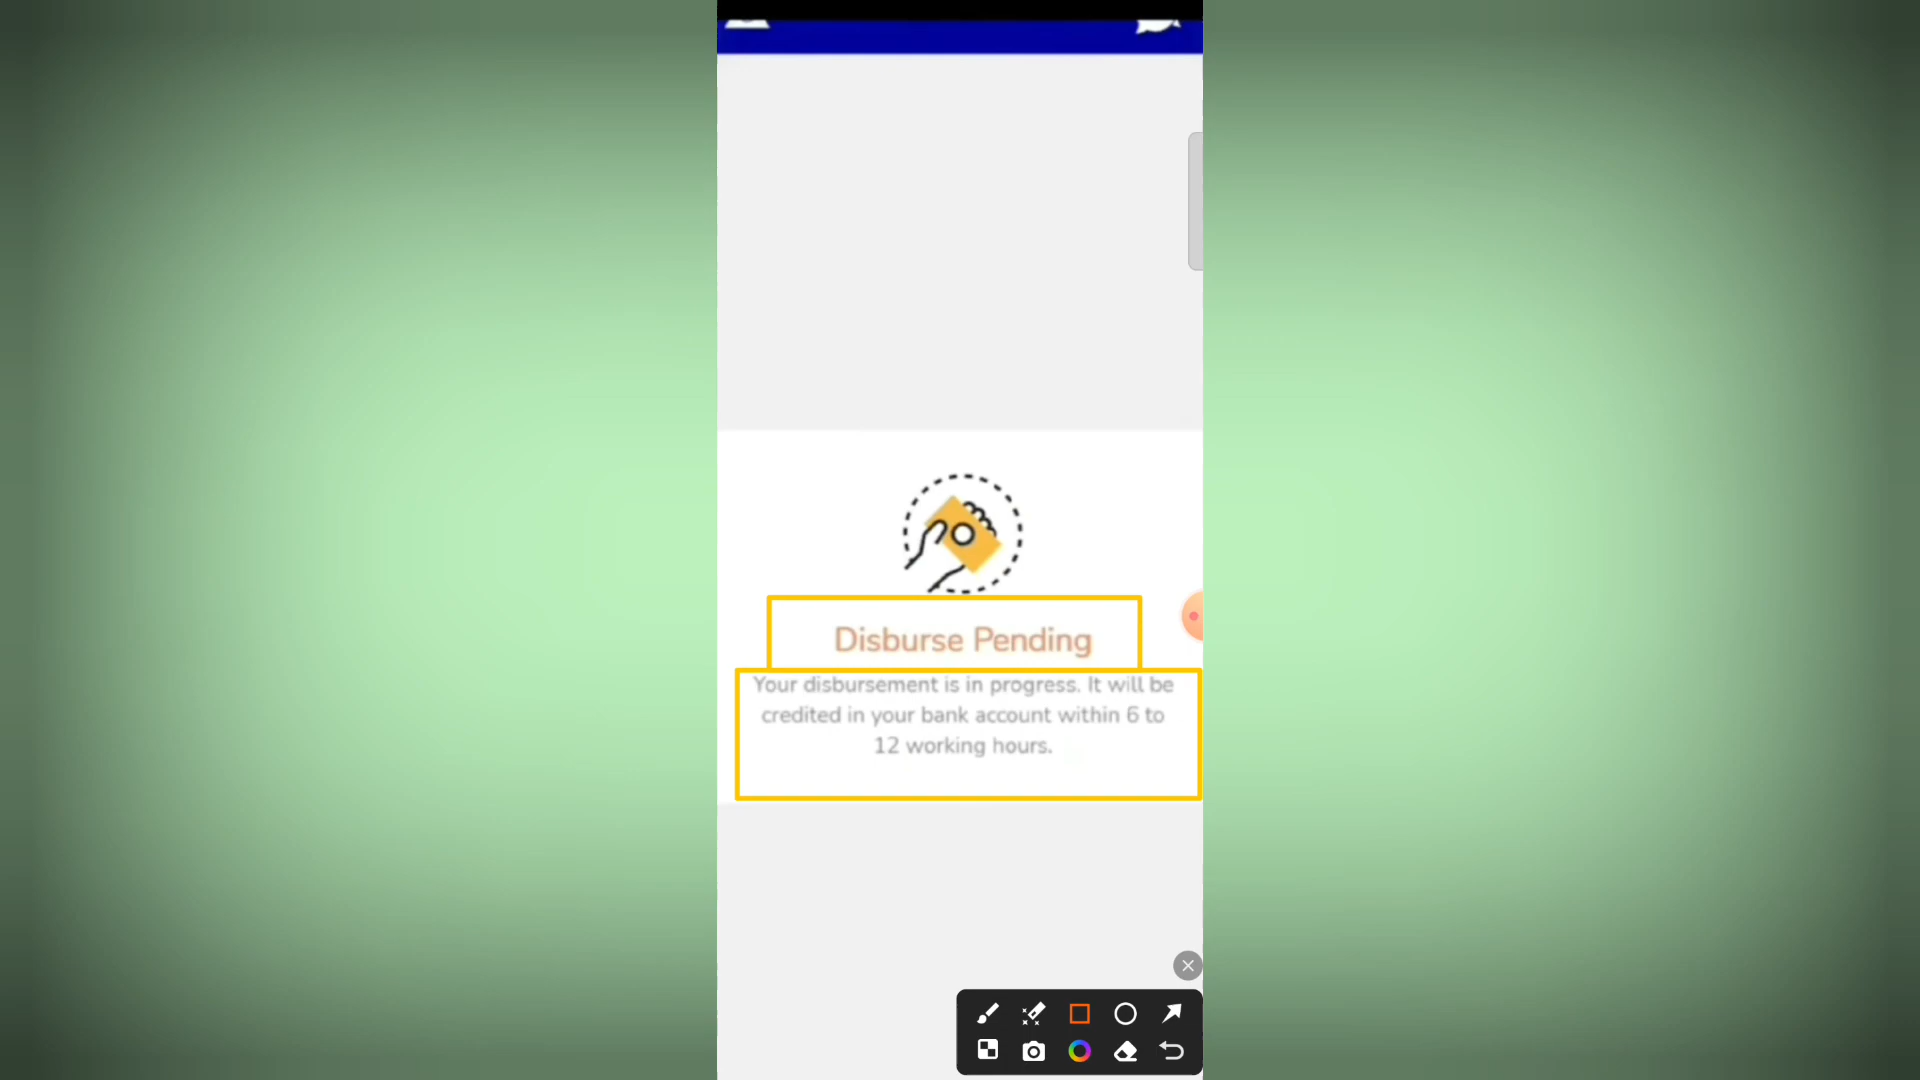 Disburse Pending
Your disbursement is in progress. It will be
credited in your bank account within 6 to
12 working hours.